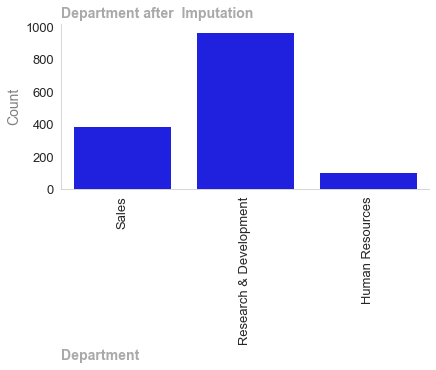 Department after  Imputation
Count
1000
800
600
400
200
0
Sales
Research & Development
Human Resources
Department